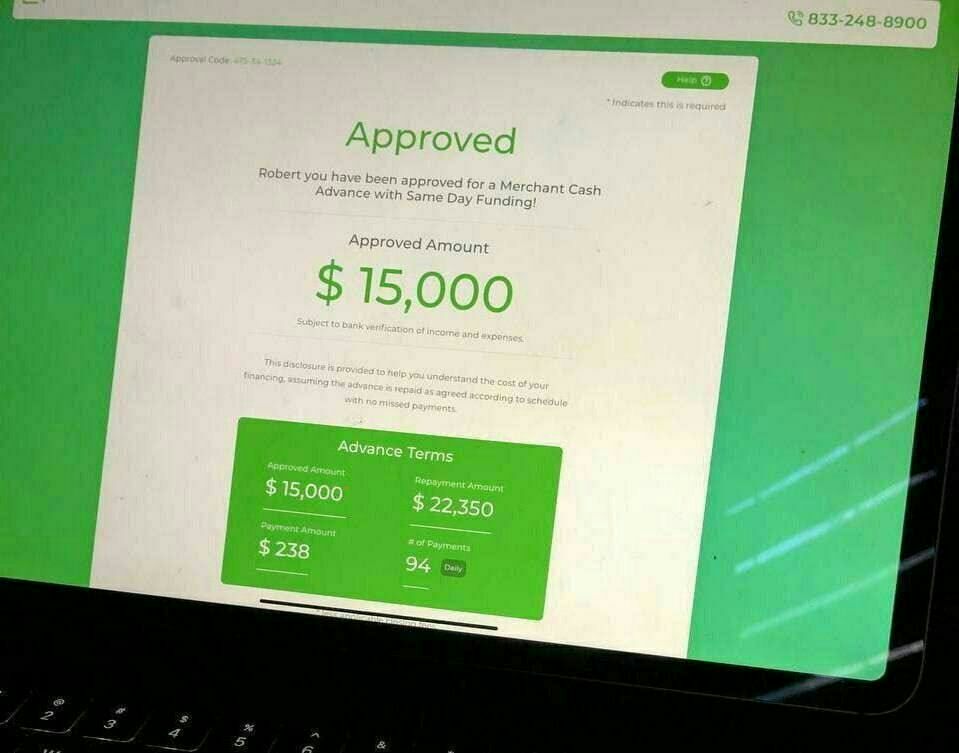 833-248-8900
Approval Code:
Help
* Indicates this is required
Approved
Robert you have been approved for a Merchant Cash
Advance with Same Day Funding!
Approved Amount
$ 15,000
Subject to bank verification of income and expenses.
This disclosure is provided to help you understand the cost of your
financing, assuming the advance is repaid as agreed according to schedule
with no missed payments.
Advance Terms
Approved Amount
$ 15,000
Repayment Amount
$ 22,350
Payment Amount
$ 238
# of Payments
94 Daily
@
2
#
3
$
4
%
5
^
6
&